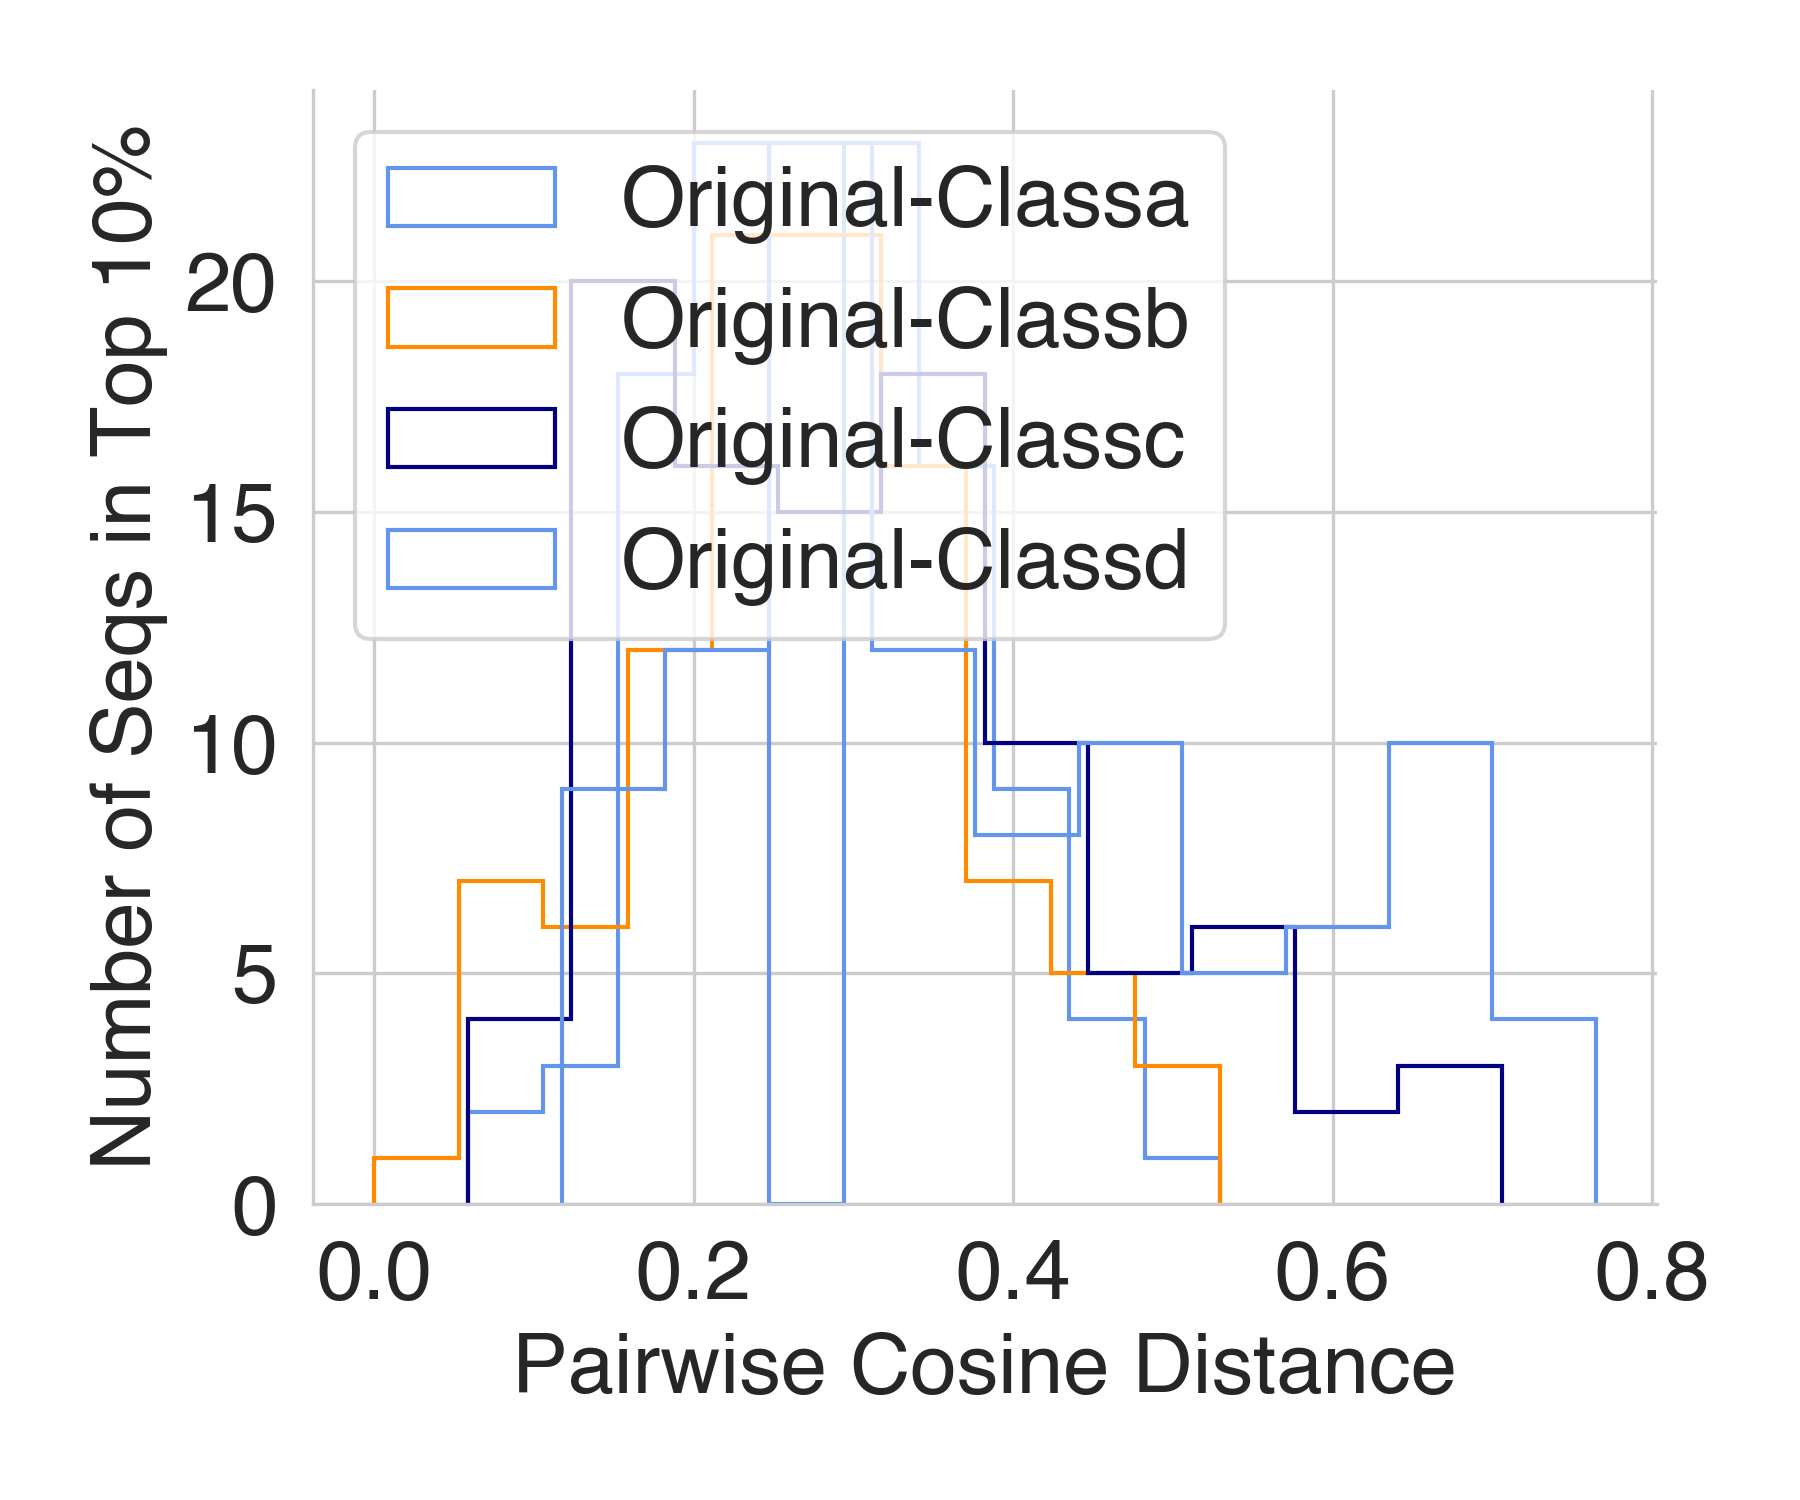 Number of Seqs in Top 10%
20
15
10
5
0
Original-Classa
Original-Classb
Original-Classc
Original-Classd
0.0 0.2 0.4 0.6 0.8
Pairwise Cosine Distance